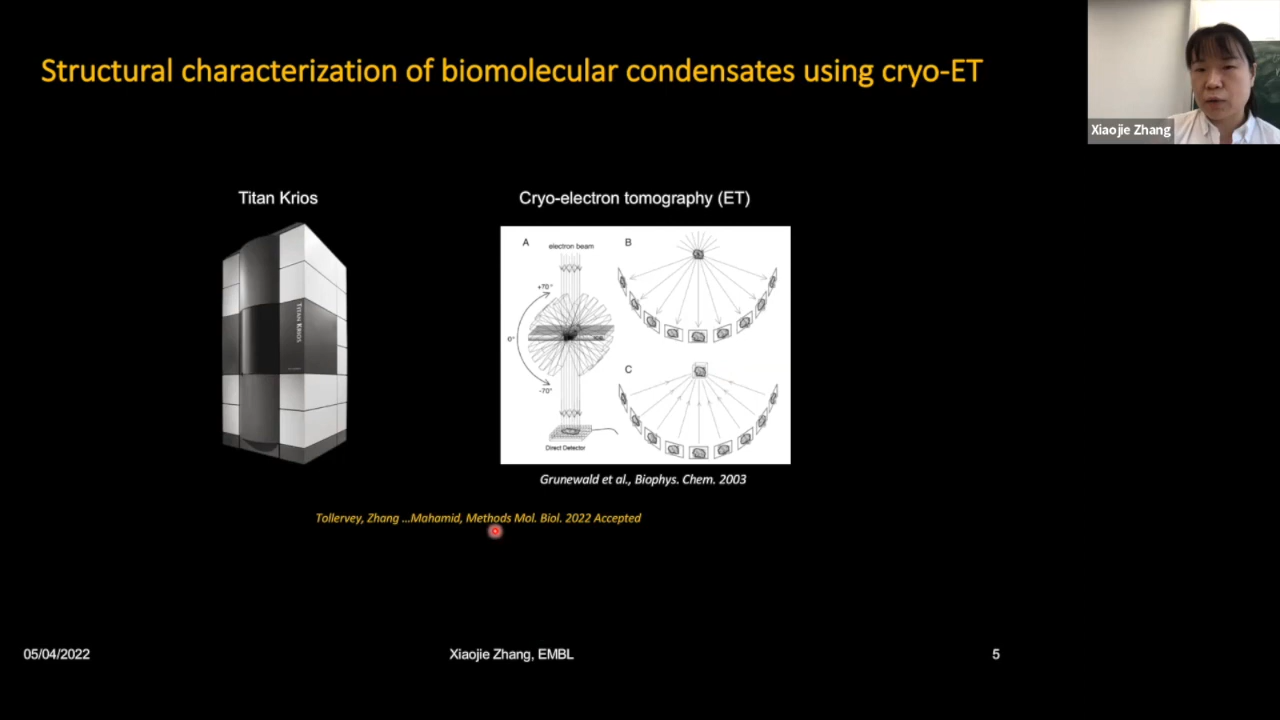 Structural characterization of biomolecular condensates using cryo-ET
Xiaojie Zhang
Titan Krios
Cryo-electron tomography (ET)
TITAN KRIOS
A
electron beam
+70°
0°
-70°
Direct Detector
B
C
Grunewald et al., Biophys. Chem. 2003
Tollervey, Zhang ...Mahamid, Methods Mol. Biol. 2022 Accepted
05/04/2022
Xiaojie Zhang, EMBL
5